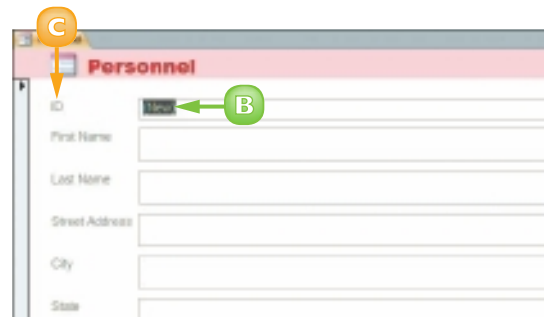 C
Personnel
ID
(New)
B
First Name
Last Name
Street Address
City
State